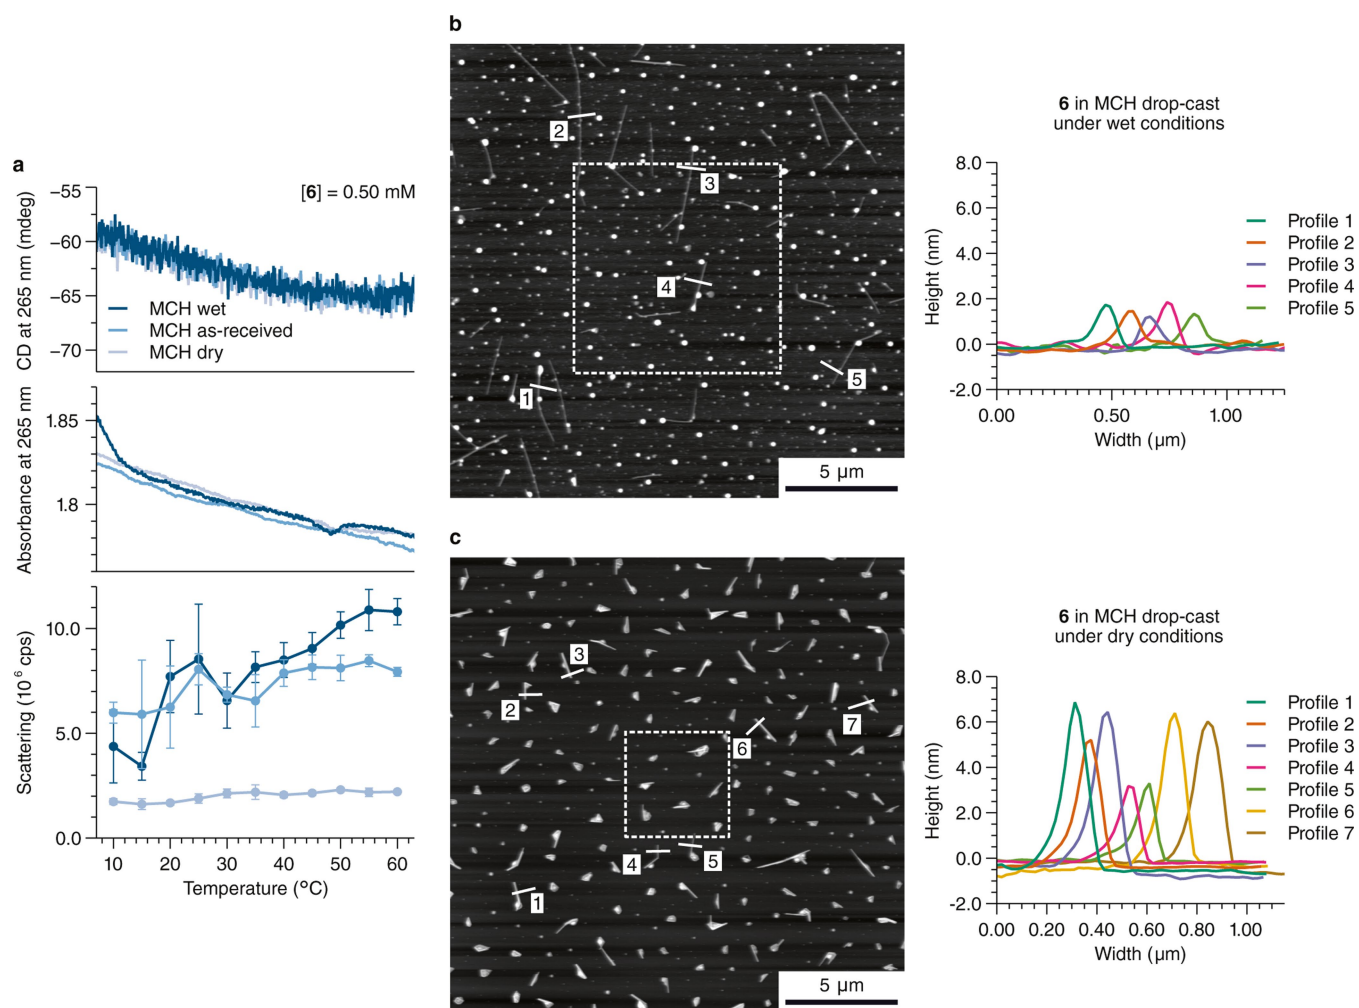 a
[6] = 0.50 mM
CD at 265 nm (mdeg)
−55
−60
−65
−70
MCH wet
MCH as-received
MCH dry
Absorbance at 265 nm
1.85
1.8
Scattering (10⁶ cps)
10.0
5.0
0.0
10 20 30 40 50 60
Temperature (°C)
b
2
3
4
1
5
5 μm
6 in MCH drop-cast
under wet conditions
Height (nm)
8.0
6.0
4.0
2.0
0.0
-2.0
0.00 0.50 1.00
Width (μm)
Profile 1
Profile 2
Profile 3
Profile 4
Profile 5
c
3
2
7
6
4
5
1
5 μm
6 in MCH drop-cast
under dry conditions
Height (nm)
8.0
6.0
4.0
2.0
0.0
-2.0
0.00 0.20 0.40 0.60 0.80 1.00
Width (μm)
Profile 1
Profile 2
Profile 3
Profile 4
Profile 5
Profile 6
Profile 7